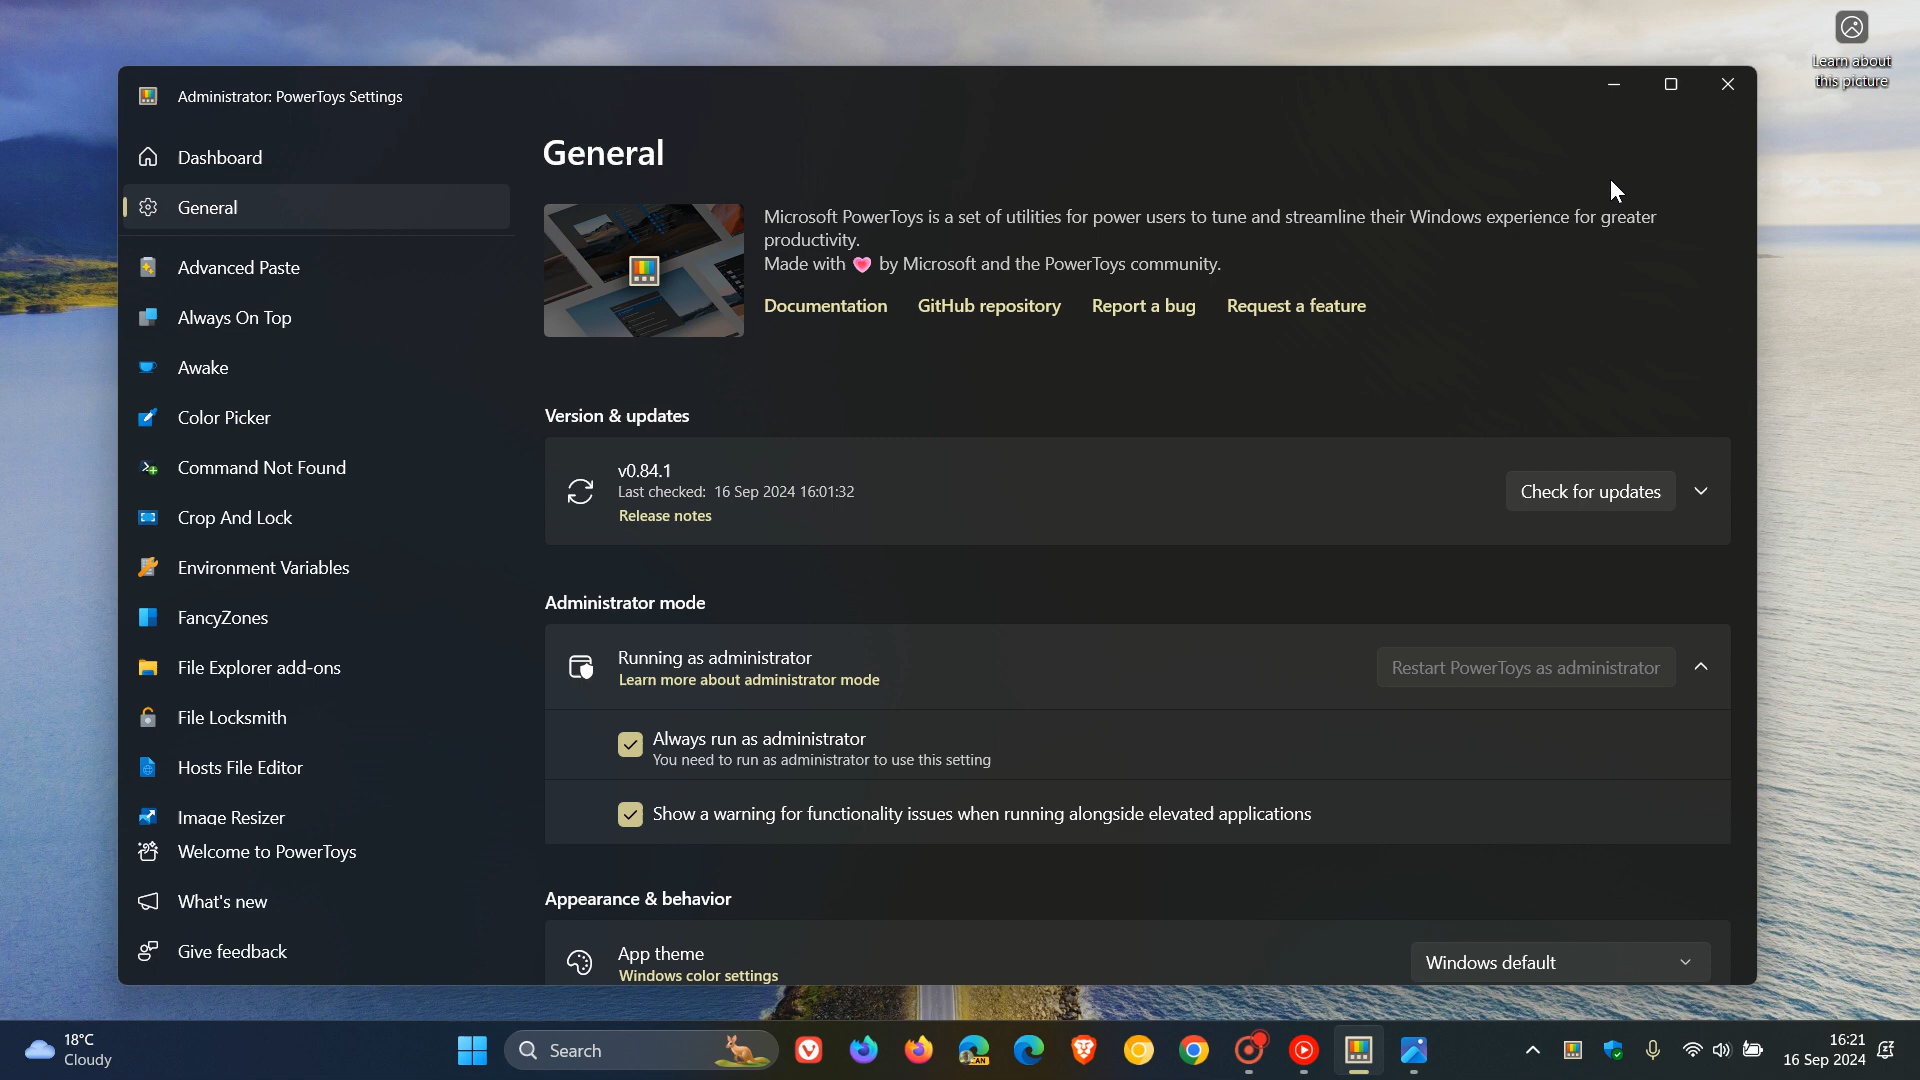 Learn about
this picture
Administrator: PowerToys Settings
Dashboard
General
Advanced Paste
Always On Top
Awake
Color Picker
Command Not Found
Crop And Lock
Environment Variables
FancyZones
File Explorer add-ons
File Locksmith
Hosts File Editor
Image Resizer
Welcome to PowerToys
What's new
Give feedback
General
Microsoft PowerToys is a set of utilities for power users to tune and streamline their Windows experience for greater
productivity.
Made with 💗 by Microsoft and the PowerToys community.
Documentation GitHub repository Report a bug Request a feature
Version & updates
v0.84.1
Last checked: 16 Sep 2024 16:01:32
Release notes
Check for updates
Administrator mode
Running as administrator
Learn more about administrator mode
Restart PowerToys as administrator
Always run as administrator
You need to run as administrator to use this setting
Show a warning for functionality issues when running alongside elevated applications
Appearance & behavior
App theme
Windows color settings
Windows default
18°C
Cloudy
Search
CAN
16:21
16 Sep 2024